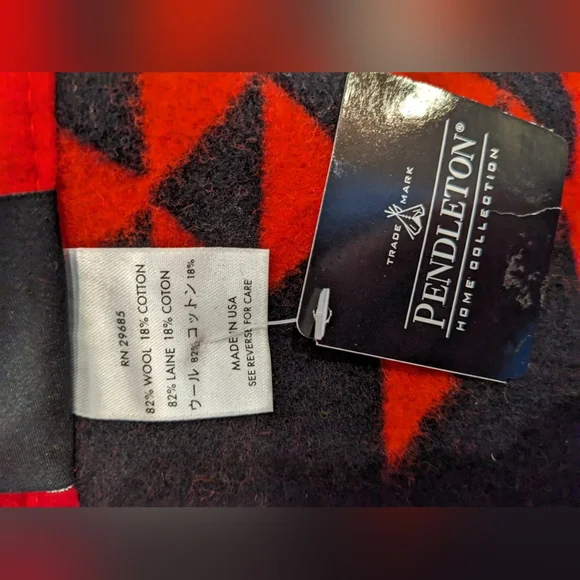 RN 29685
82% WOOL 18% COTTON
82% LAINE 18% COTON
ウール 82% コットン 18%
MADE IN USA
SEE REVERSE FOR CARE
TRADE MARK
PENDLETON®
HOME COLLECTION